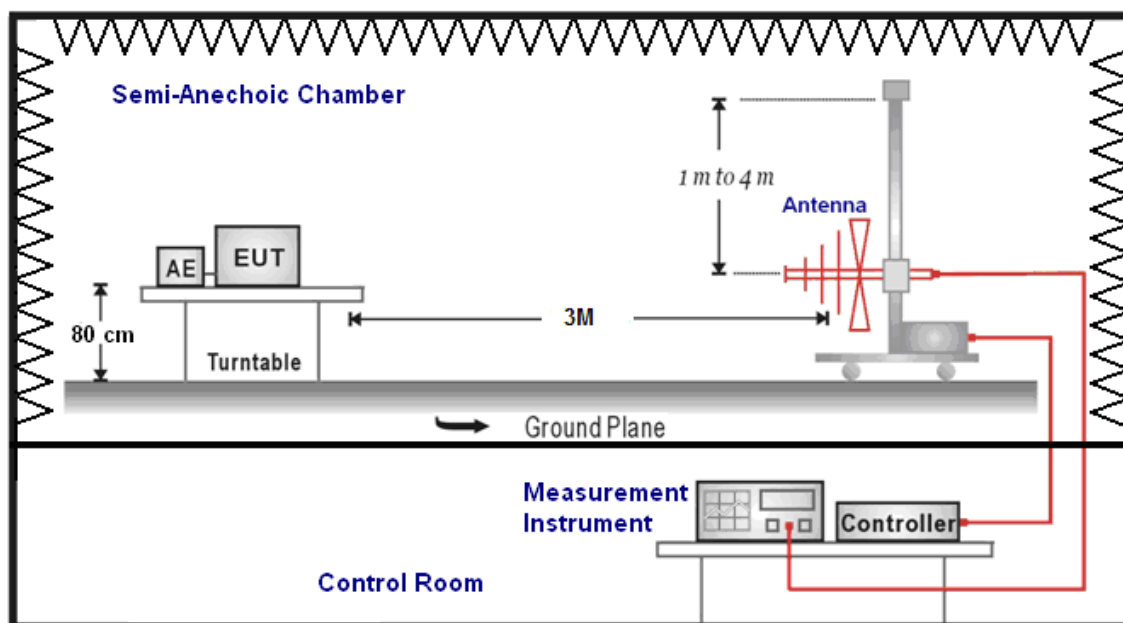 Semi-Anechoic Chamber
1 m to 4 m
Antenna
AE
EUT
80 cm
3M
Turntable
Ground Plane
Measurement
Instrument
Controller
Control Room